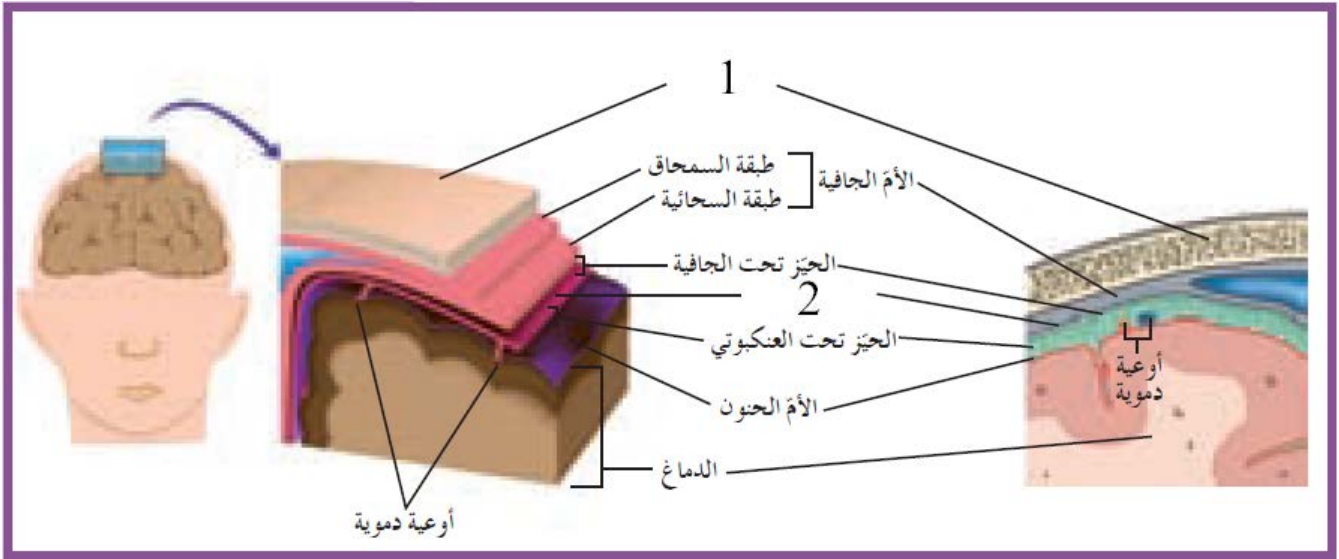 1
طبقة السمحاق
الأمّ الجافية
طبقة السحائية
الحيّز تحت الجافية
2
الحيّز تحت العنكبوتي
أوعية
دموية
الأمّ الحنون
الدماغ
أوعية دموية